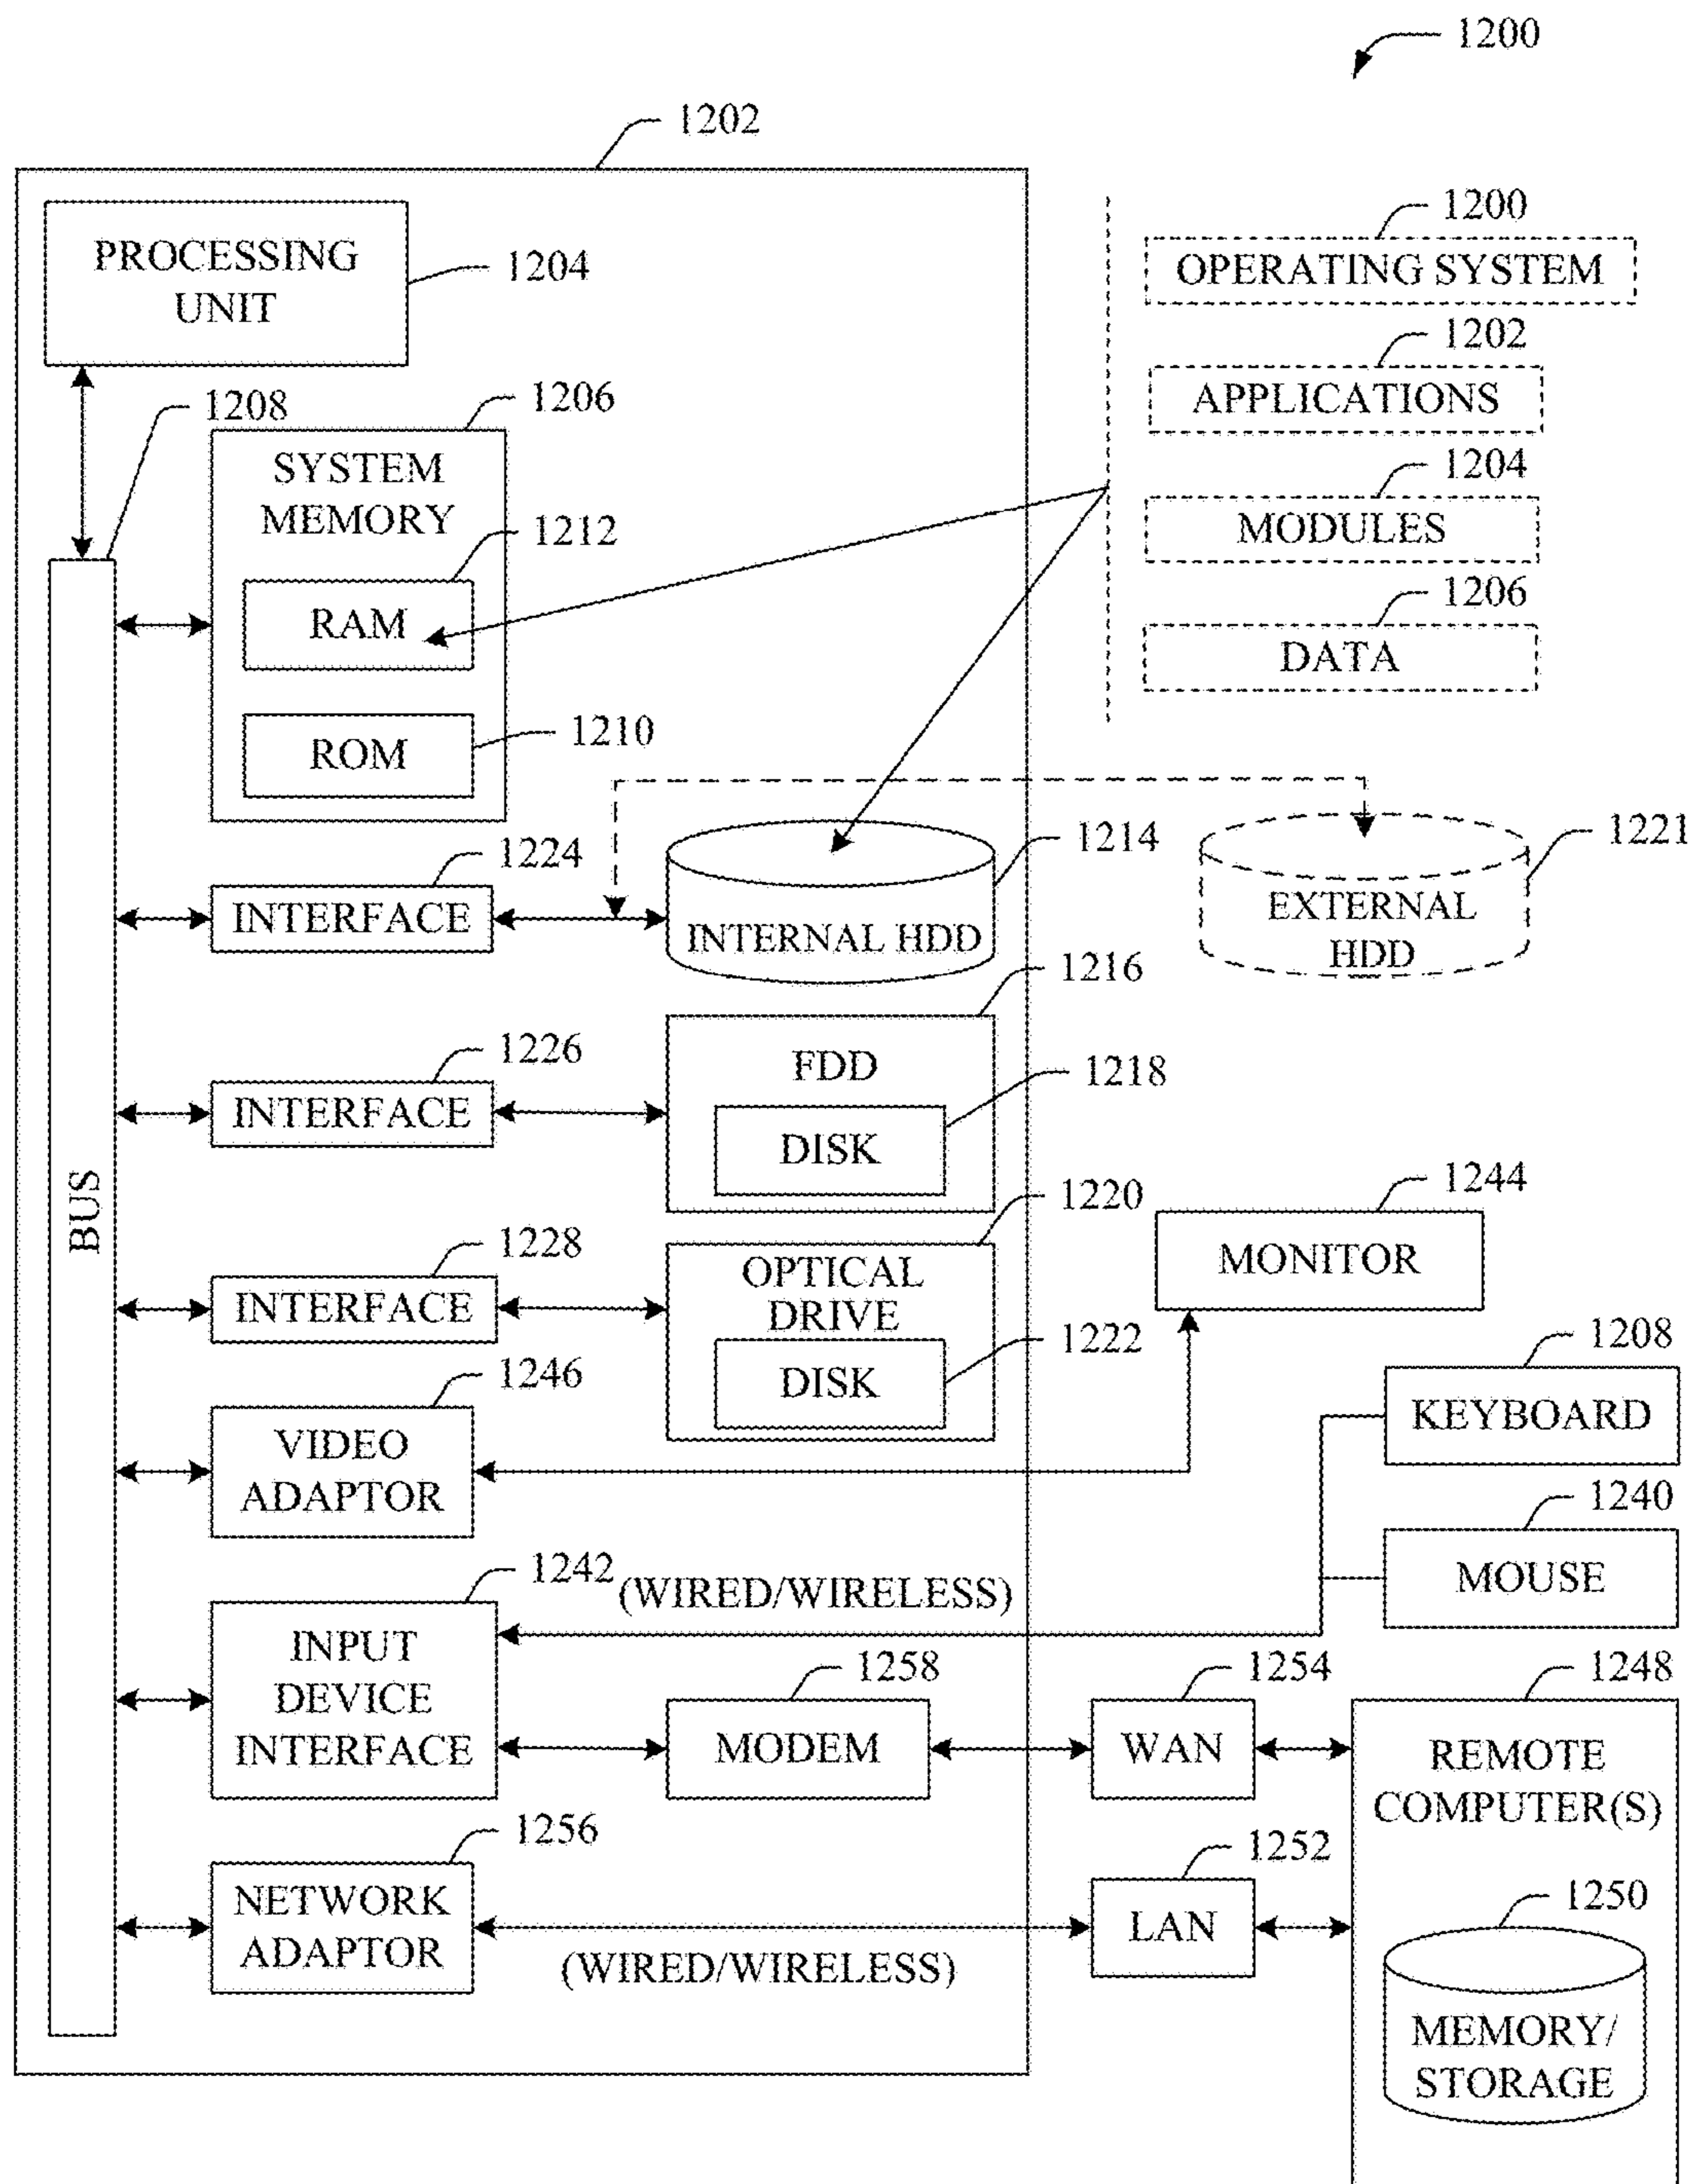 1200
1202
PROCESSING
UNIT
1204
1200
OPERATING SYSTEM
1202
APPLICATIONS
1204
MODULES
1206
DATA
1208
1206
SYSTEM
MEMORY
1212
RAM
1210
ROM
BUS
1224
INTERFACE
1214
INTERNAL HDD
1221
EXTERNAL
HDD
1226
INTERFACE
1216
FDD
1218
DISK
1228
INTERFACE
1220
OPTICAL
DRIVE
1222
DISK
1244
MONITOR
1246
VIDEO
ADAPTOR
1208
KEYBOARD
1240
MOUSE
1242
(WIRED/WIRELESS)
INPUT
DEVICE
INTERFACE
1258
MODEM
1254
WAN
1248
REMOTE
COMPUTER(S)
1256
NETWORK
ADAPTOR
(WIRED/WIRELESS)
1252
LAN
1250
MEMORY/
STORAGE